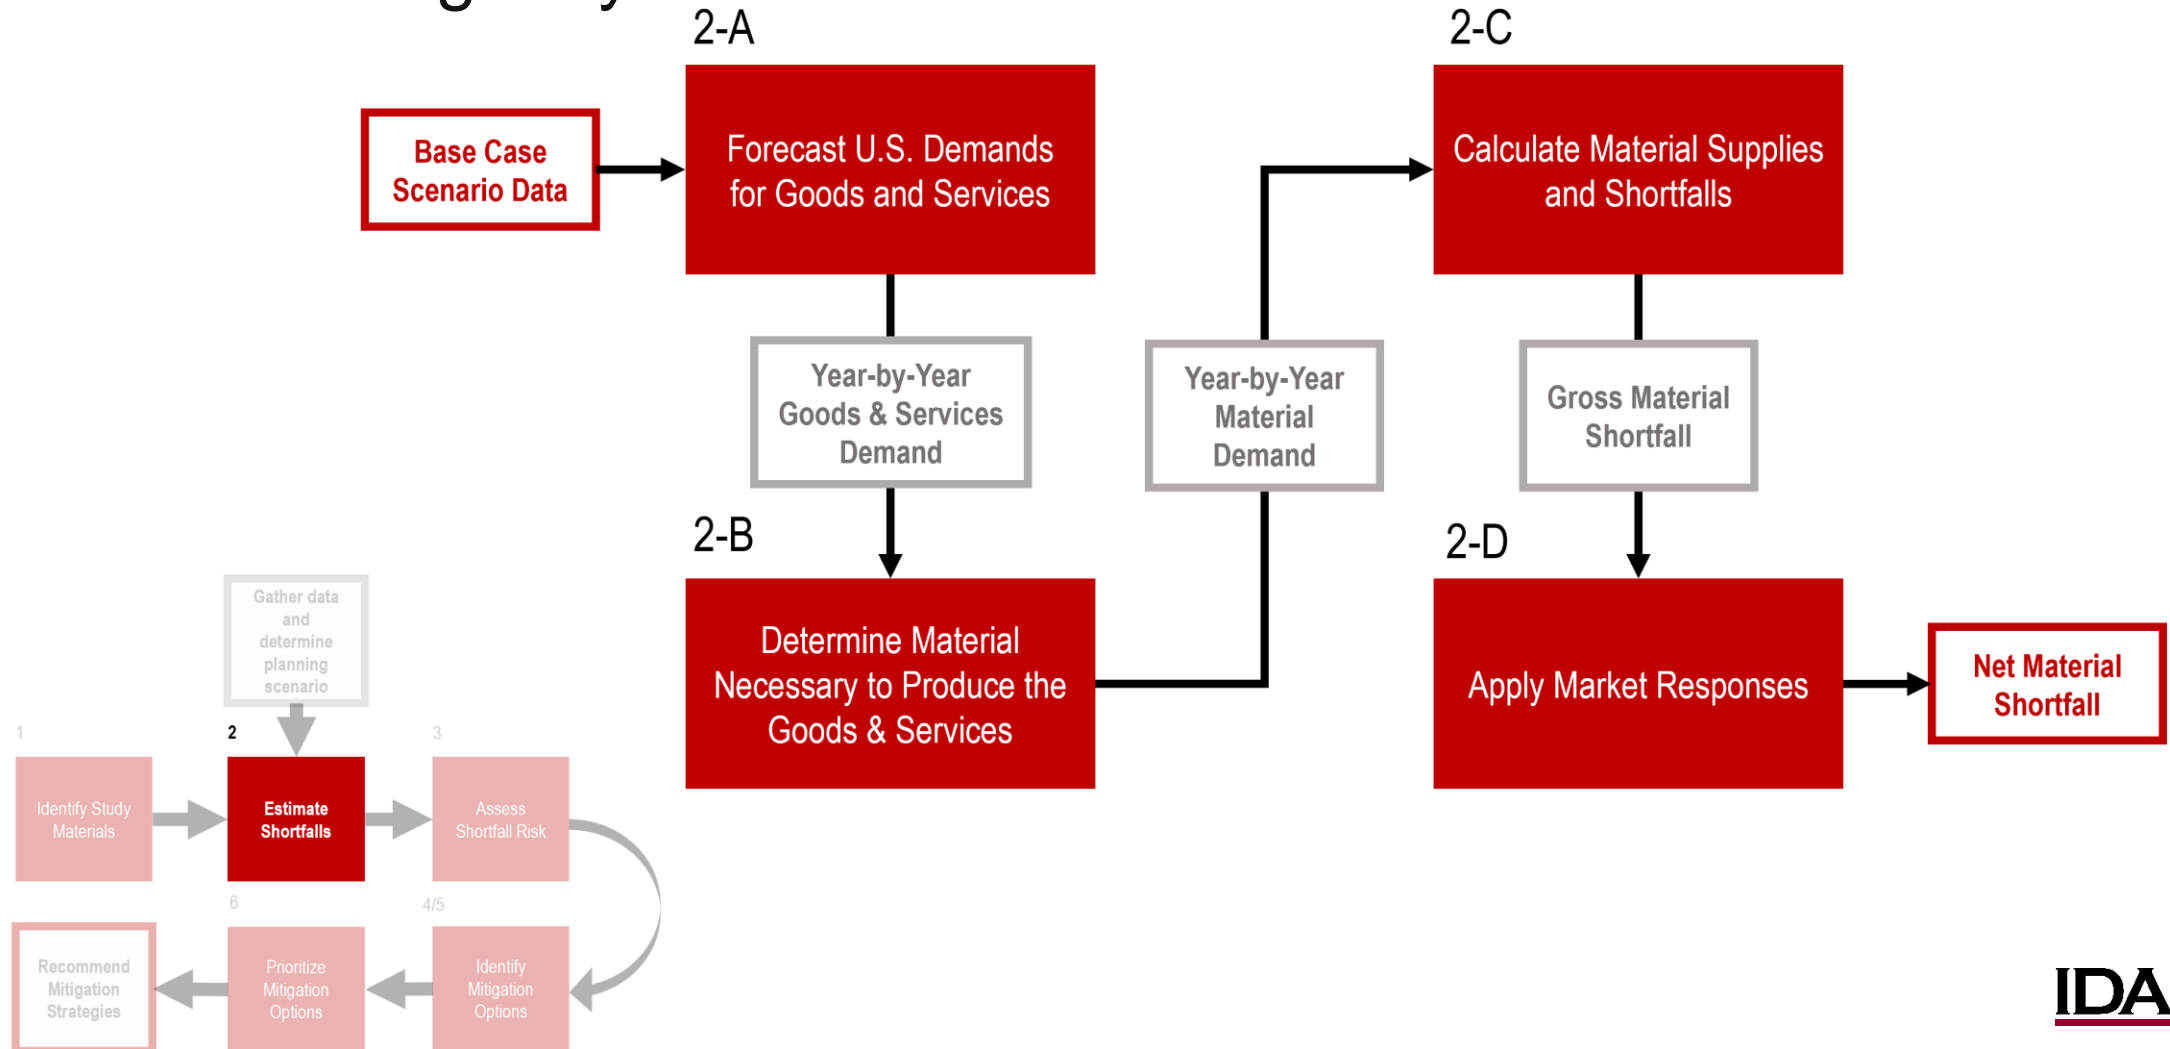 2-A
2-C
Base Case
Scenario Data
Forecast U.S. Demands
for Goods and Services
Calculate Material Supplies
and Shortfalls
Year-by-Year
Goods & Services
Demand
Year-by-Year
Material
Demand
Gross Material
Shortfall
2-B
2-D
Determine Material
Necessary to Produce the
Goods & Services
Apply Market Responses
Net Material
Shortfall
Gather data
and
determine
planning
scenario
1
2
3
Identify Study
Materials
Estimate
Shortfalls
Assess
Shortfall Risk
6
4/5
Recommend
Mitigation
Strategies
Prioritize
Mitigation
Options
Identify
Mitigation
Options
IDA